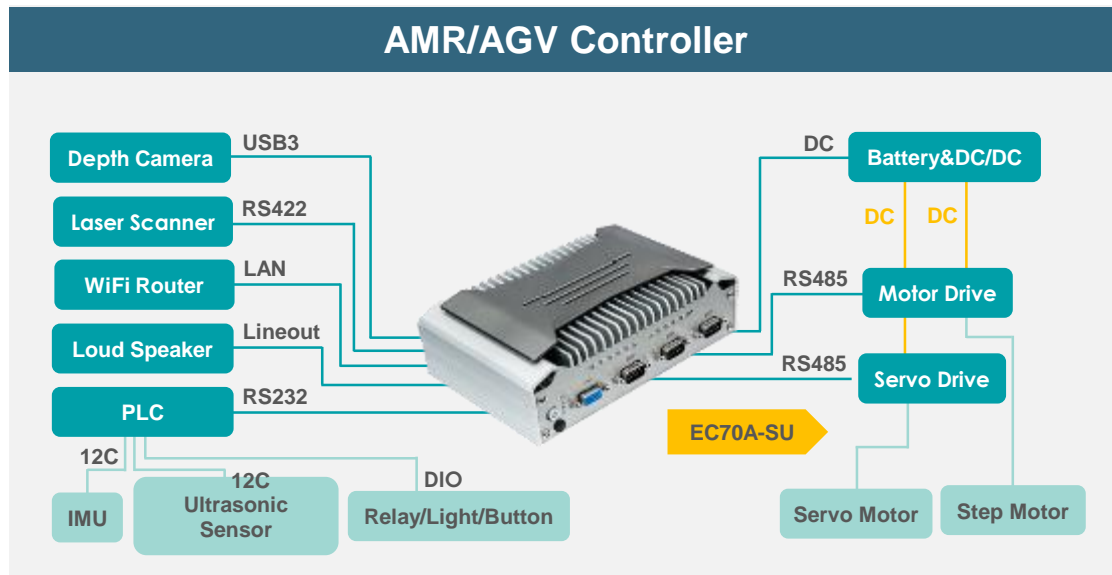 AMR/AGV Controller
Depth Camera
USB3
Laser Scanner
RS422
WiFi Router
LAN
Loud Speaker
Lineout
PLC
RS232
12C
12C
DIO
IMU
Ultrasonic
Sensor
Relay/Light/Button
DC
Battery&DC/DC
DC
DC
RS485
Motor Drive
RS485
Servo Drive
EC70A-SU
Servo Motor
Step Motor